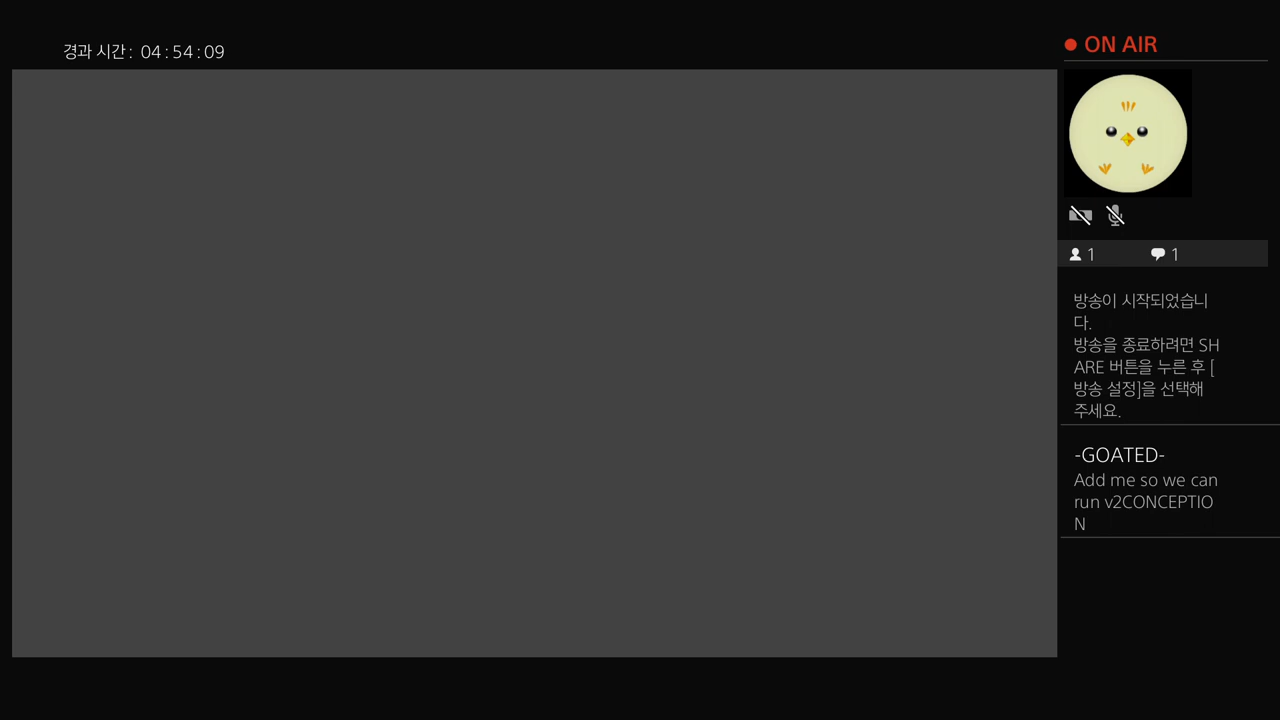 경과 시간 : 04 : 54 : 09
ON AIR
1
1
방송이 시작되었습니
다.
방송을 종료하려면 SH
ARE 버튼을 누른 후 [
방송 설정]을 선택해
주세요.
-GOATED-
Add me so we can
run v2CONCEPTIO
N